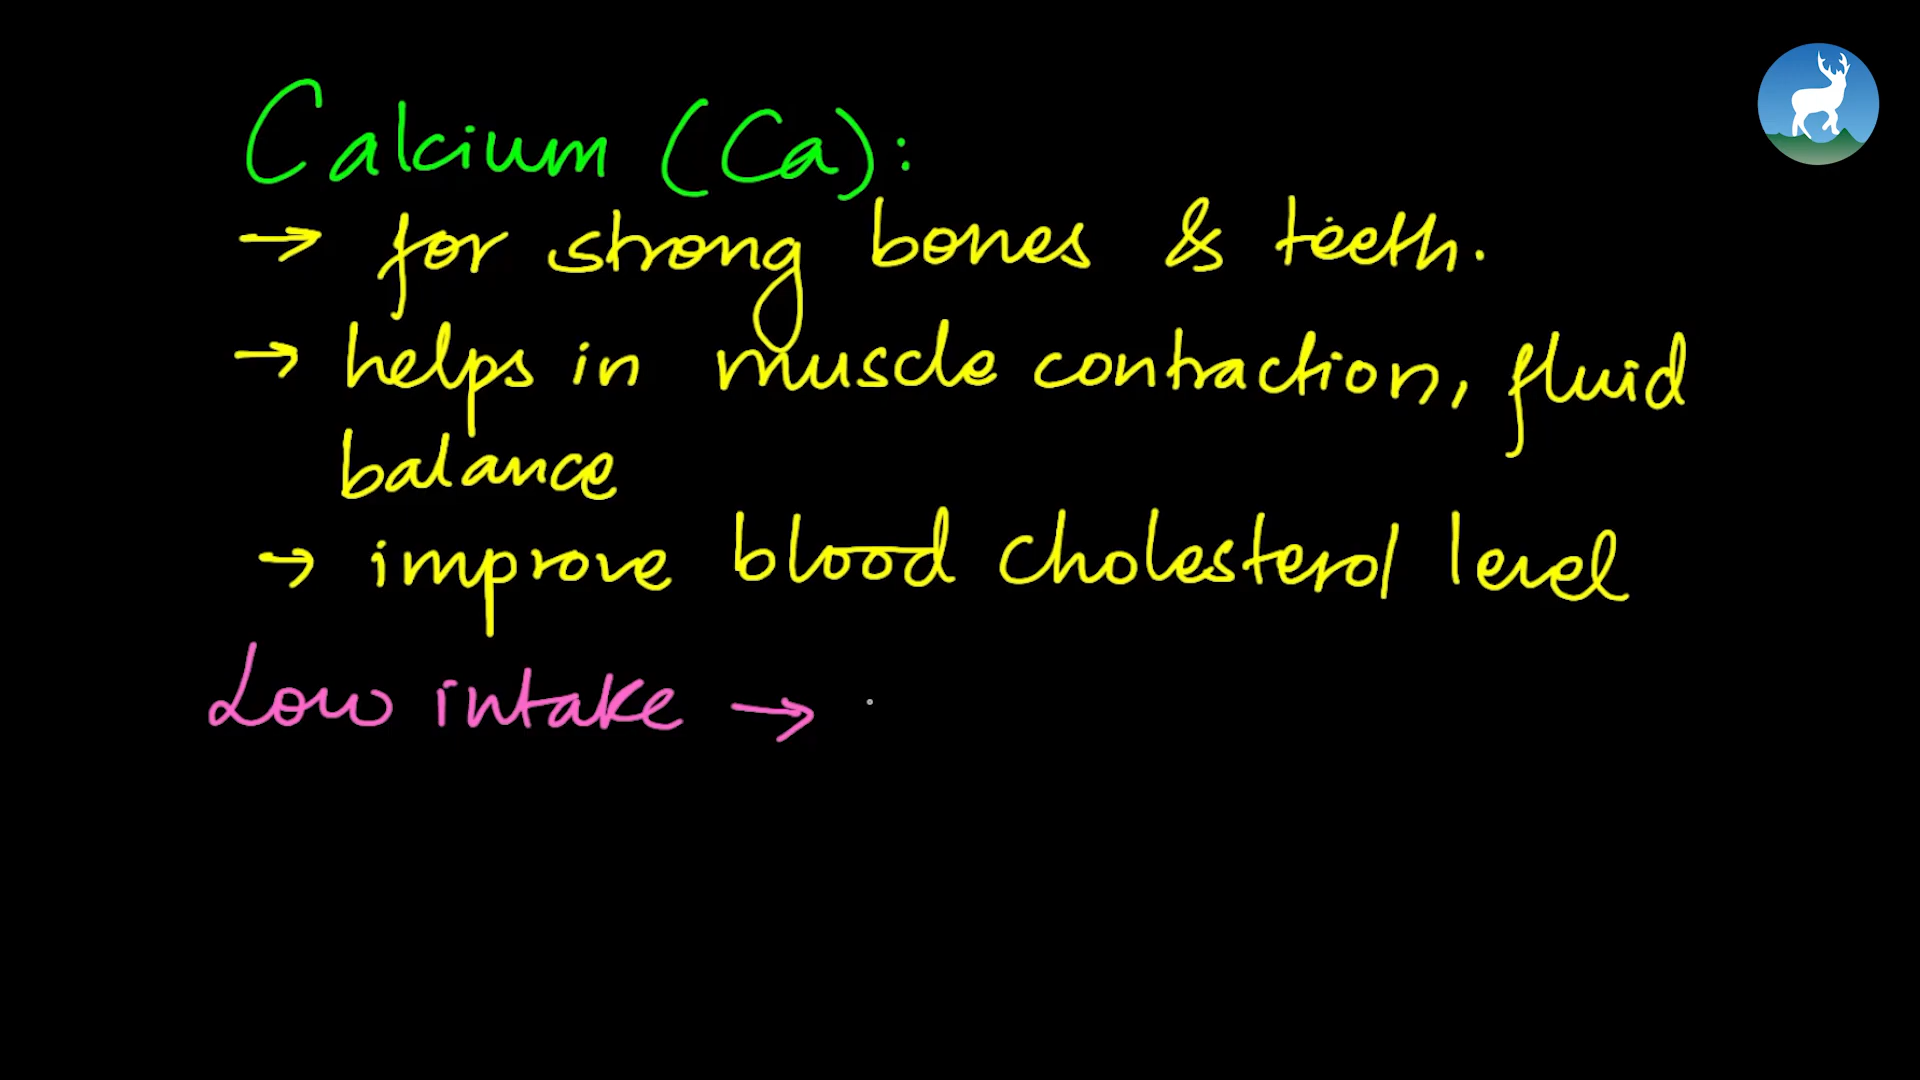 Calcium (Ca):
→ for strong bones & teeth.
→ helps in muscle contraction, fluid
balance
→ improve blood cholesterol level
Low intake →